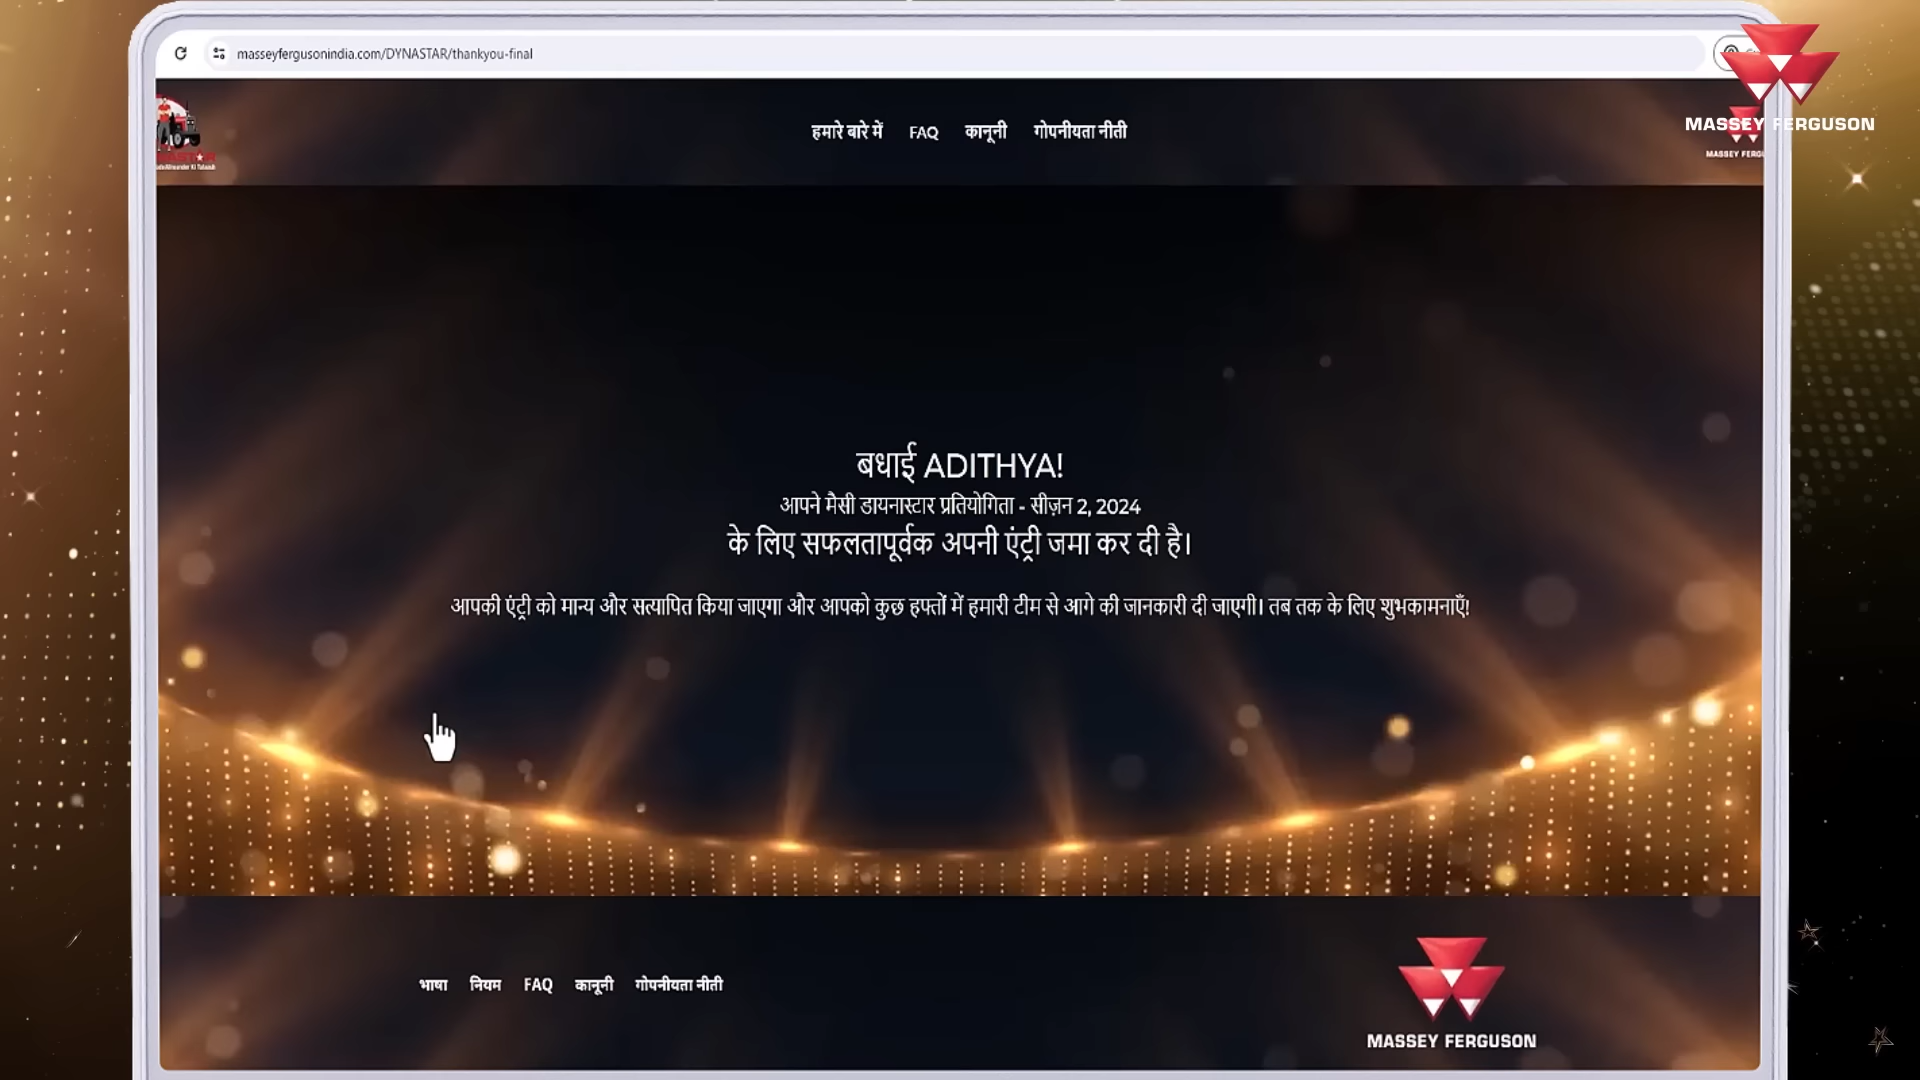 masseyfergusonindia.com/DYNASTAR/thankyou-final
MASSEY FERGUSON
हमारे बारे में FAQ कानूनी गोपनीयता नीती
बधाई ADITHYA!
आपने मैसी डायनास्टार प्रतियोगिता - सीज़न 2, 2024
के लिए सफलतापूर्वक अपनी एंट्री जमा कर दी है।
आपकी एंट्री को मान्य और सत्यापित किया जाएगा और आपको कुछ हफ्तों में हमारी टीम से आगे की जानकारी दी जाएगी। तब तक के लिए शुभकामनाएँ!
भाषा नियम FAQ कानूनी गोपनीयता नीती
MASSEY FERGUSON